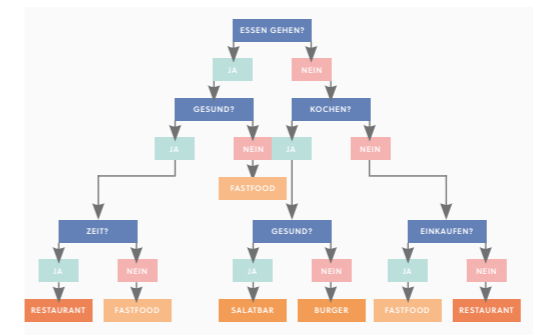 ESSEN GEHEN?
JA
NEIN
GESUND?
KOCHEN?
JA
NEIN
JA
NEIN
FASTFOOD
ZEIT?
GESUND?
EINKAUFEN?
JA
NEIN
JA
NEIN
JA
NEIN
RESTAURANT
FASTFOOD
SALATBAR
BURGER
FASTFOOD
RESTAURANT